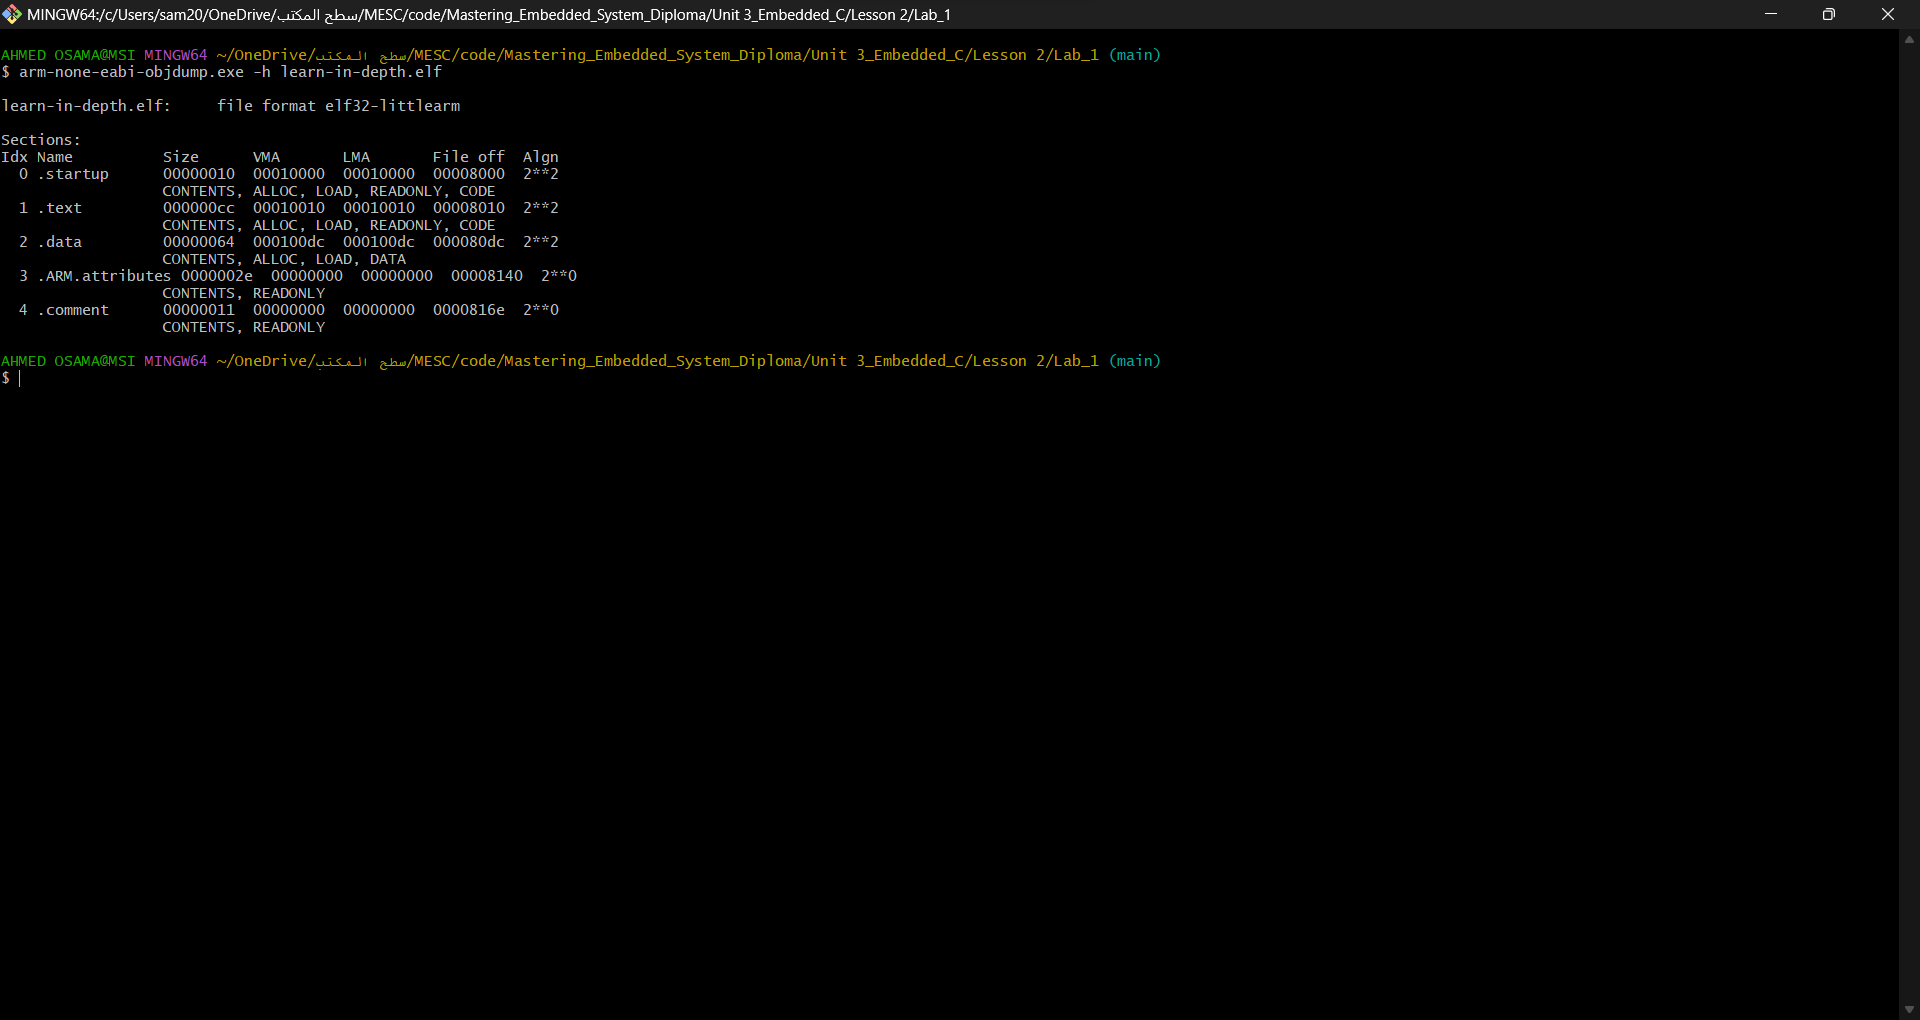 MINGW64:/c/Users/sam20/OneDrive/سطح المكتب/MESC/code/Mastering_Embedded_System_Diploma/Unit 3_Embedded_C/Lesson 2/Lab_1
AHMED OSAMA@MSI MINGW64 ~/OneDrive/سطح المكتب/MESC/code/Mastering_Embedded_System_Diploma/Unit 3_Embedded_C/Lesson 2/Lab_1 (main)
$ arm-none-eabi-objdump.exe -h learn-in-depth.elf
learn-in-depth.elf:     file format elf32-littlearm
Sections:
Idx Name          Size      VMA       LMA       File off  Algn
  0 .startup      00000010  00010000  00010000  00008000  2**2
                  CONTENTS, ALLOC, LOAD, READONLY, CODE
  1 .text         000000cc  00010010  00010010  00008010  2**2
                  CONTENTS, ALLOC, LOAD, READONLY, CODE
  2 .data         00000064  000100dc  000100dc  000080dc  2**2
                  CONTENTS, ALLOC, LOAD, DATA
  3 .ARM.attributes 0000002e  00000000  00000000  00008140  2**0
                  CONTENTS, READONLY
  4 .comment      00000011  00000000  00000000  0000816e  2**0
                  CONTENTS, READONLY
AHMED OSAMA@MSI MINGW64 ~/OneDrive/سطح المكتب/MESC/code/Mastering_Embedded_System_Diploma/Unit 3_Embedded_C/Lesson 2/Lab_1 (main)
$